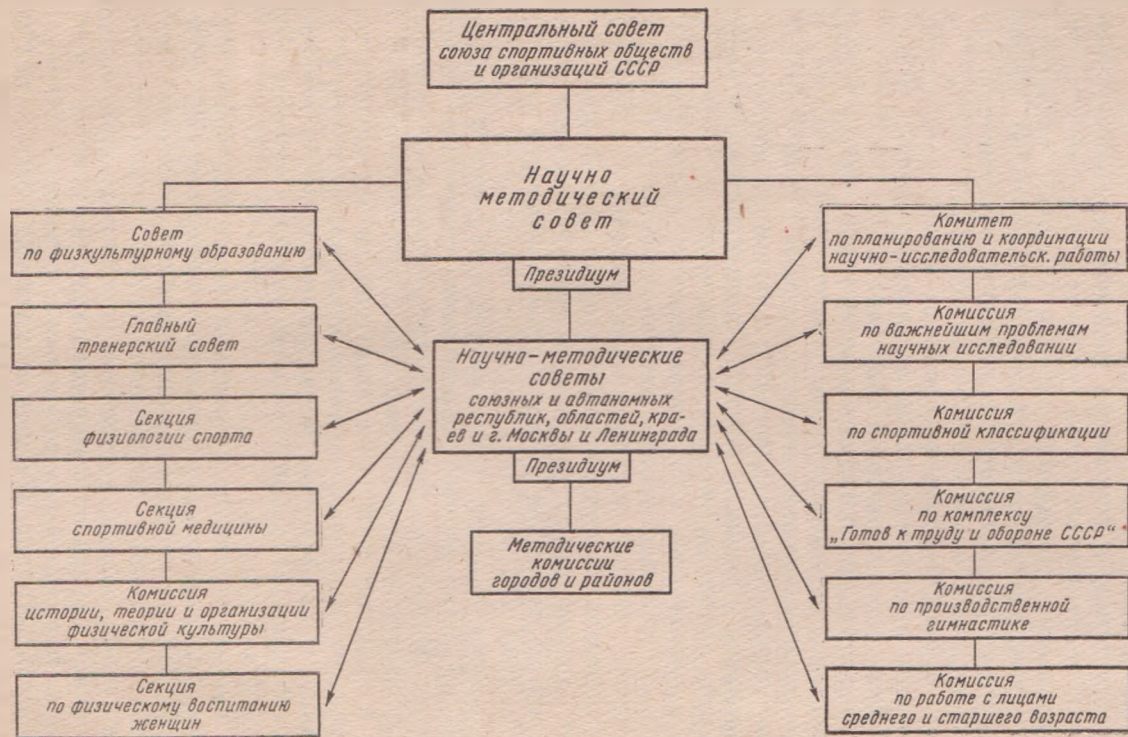 Центральный совет
союза спортивных обществ
и организаций СССР
Научно
методический
совет
Президиум
Совет
по физкультурному образованию
Главный
тренерский совет
Секция
физиологии спорта
Секция
спортивной медицины
Комиссия
истории, теории и организации
физической культуры
Секция
по физическому воспитанию
женщин
Научно-методические
советы
союзных и автаномных
республик, областей, кра-
ев и г. Москвы и Ленинграда
Президиум
Методические
комиссии
городов и районов
Комитет
по планированию и координации
научно-исследовательск. работы
Комиссия
по важнейшим проблемам
научных исследовании
Комиссия
по спортивной классификации
Комиссия
по комплексу
„Готов к труду и обороне СССР“
Комиссия
по производственной
гимнастике
Комиссия
по работе с лицами
среднего и старшего возраста